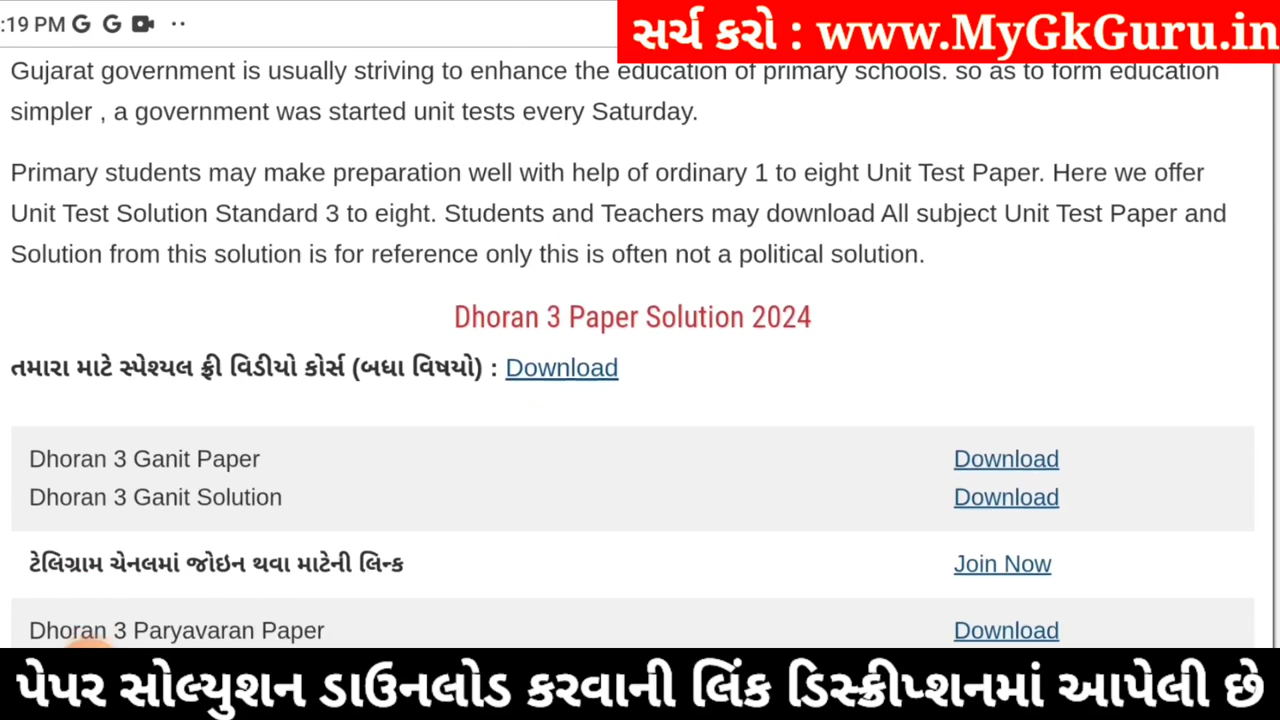 :19 PM G G
સર્ચ કરો : www.MyGkGuru.in
Gujarat government is usually striving to enhance the education of primary schools. so as to form education
simpler , a government was started unit tests every Saturday.
Primary students may make preparation well with help of ordinary 1 to eight Unit Test Paper. Here we offer
Unit Test Solution Standard 3 to eight. Students and Teachers may download All subject Unit Test Paper and
Solution from this solution is for reference only this is often not a political solution.
Dhoran 3 Paper Solution 2024
તમારા માટે સ્પેશ્યલ ફ્રી વિડીયો કોર્સ (બધા વિષયો) : Download
Dhoran 3 Ganit Paper Download
Dhoran 3 Ganit Solution Download
ટેલિગ્રામ ચેનલમાં જોઇન થવા માટેની લિન્ક Join Now
Dhoran 3 Paryavaran Paper Download
પેપર સોલ્યુશન ડાઉનલોડ કરવાની લિંક ડિસ્ક્રીપ્શનમાં આપેલી છે